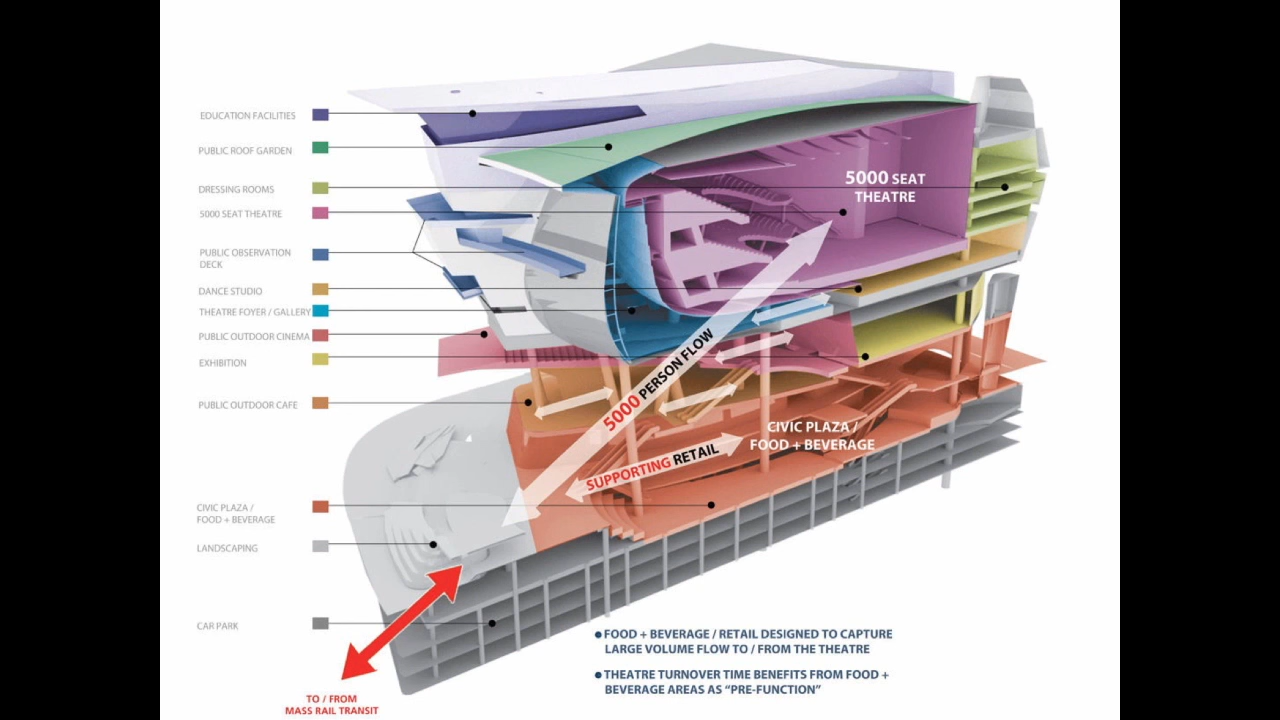 EDUCATION FACILITIES
PUBLIC ROOF GARDEN
DRESSING ROOMS
5000 SEAT THEATRE
PUBLIC OBSERVATION
DECK
DANCE STUDIO
THEATRE FOYER / GALLERY
PUBLIC OUTDOOR CINEMA
EXHIBITION
PUBLIC OUTDOOR CAFE
CIVIC PLAZA /
FOOD + BEVERAGE
LANDSCAPING
CAR PARK
5000 SEAT
THEATRE
5000 PERSON FLOW
CIVIC PLAZA /
FOOD + BEVERAGE
SUPPORTING RETAIL
TO / FROM
MASS RAIL TRANSIT
● FOOD + BEVERAGE / RETAIL DESIGNED TO CAPTURE
LARGE VOLUME FLOW TO / FROM THE THEATRE
● THEATRE TURNOVER TIME BENEFITS FROM FOOD +
BEVERAGE AREAS AS “PRE-FUNCTION”